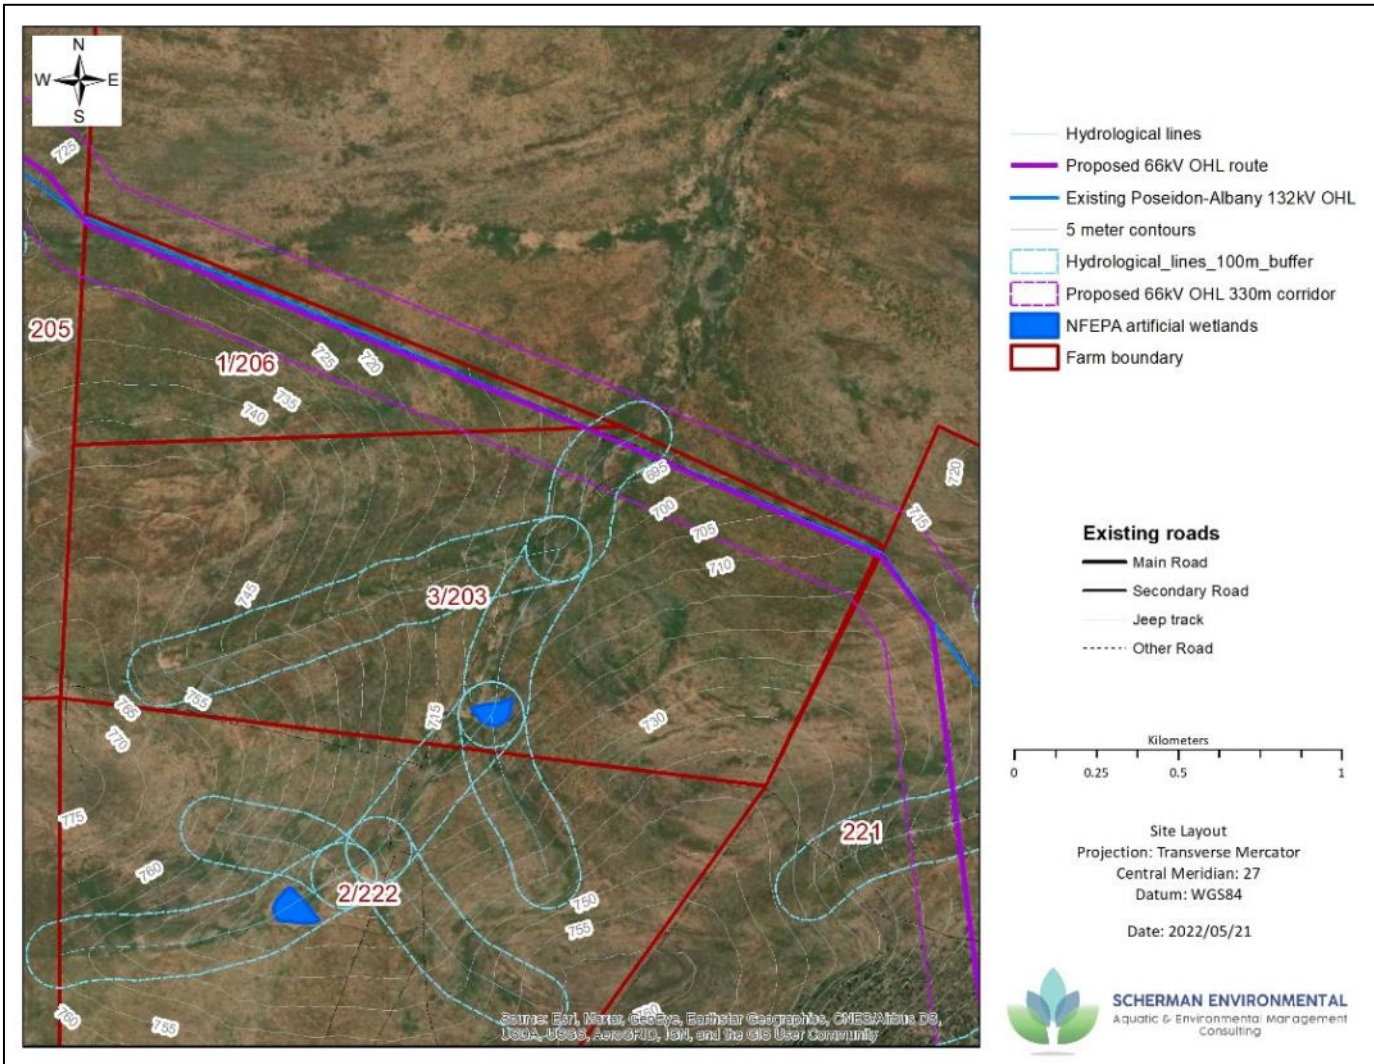 N
W E
S
725
205
1/206
725
720
735
740
695
700
705
710
715
720
745
3/203
755
765
770
715
730
775
760
221
2/222
750
755
760
755
760
Source: Esri, Maxar, GeoEye, Earthstar Geographics, CNES/Airbus DS,
USDA, USGS, AeroGRID, IGN, and the GIS User Community
Hydrological lines
Proposed 66kV OHL route
Existing Poseidon-Albany 132kV OHL
5 meter contours
Hydrological_lines_100m_buffer
Proposed 66kV OHL 330m corridor
NFEPA artificial wetlands
Farm boundary
Existing roads
Main Road
Secondary Road
Jeep track
Other Road
Kilometers
0 0.25 0.5 1
Site Layout
Projection: Transverse Mercator
Central Meridian: 27
Datum: WGS84
Date: 2022/05/21
SCHERMAN ENVIRONMENTAL
Aquatic & Environmental Management
Consulting